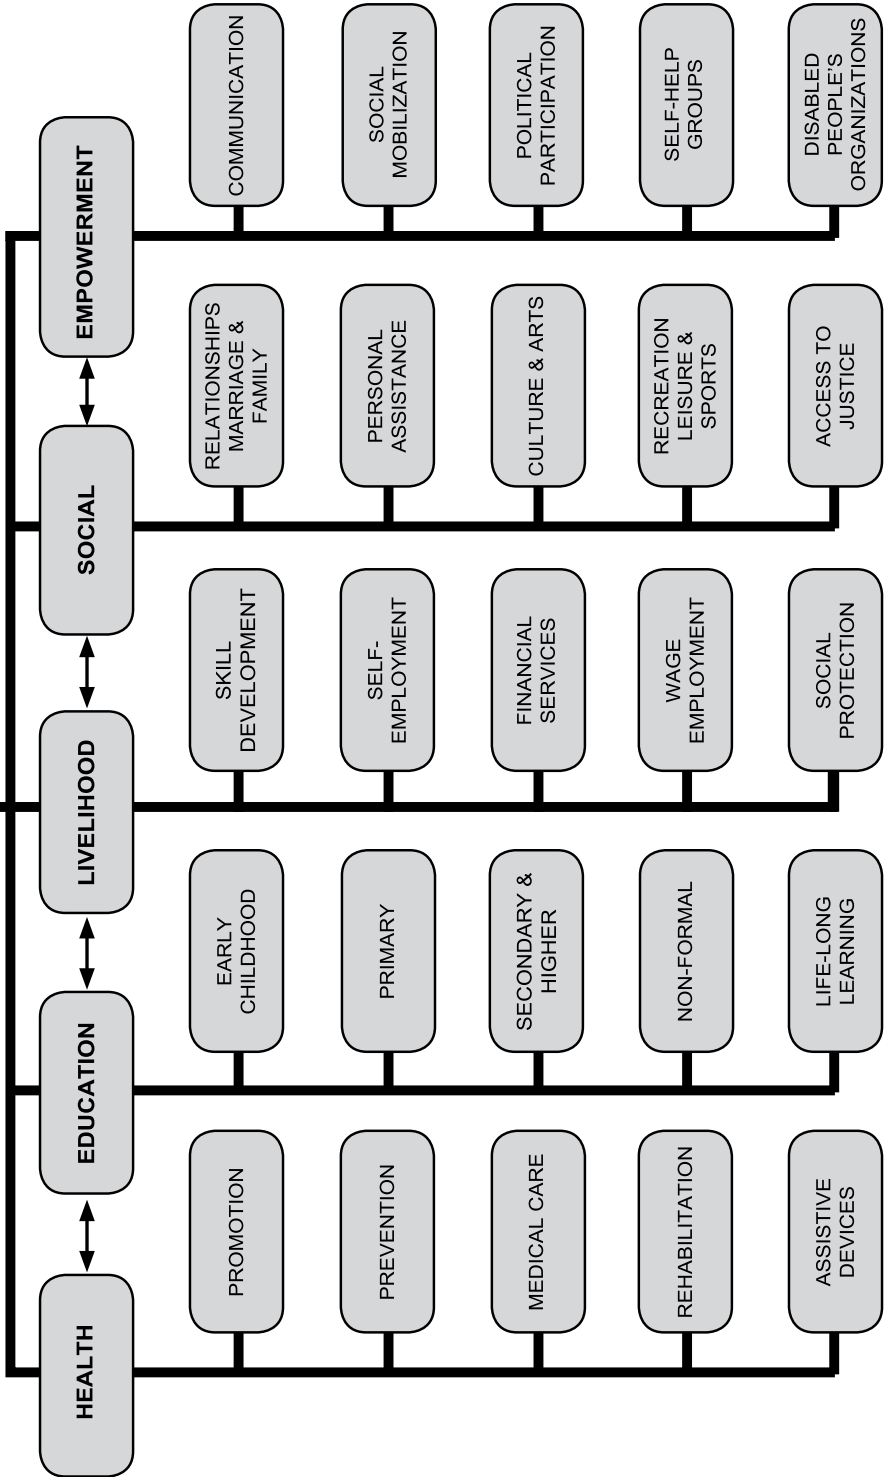 HEALTH
PROMOTION
PREVENTION
MEDICAL CARE
REHABILITATION
ASSISTIVE
DEVICES
EDUCATION
EARLY
CHILDHOOD
PRIMARY
SECONDARY &
HIGHER
NON-FORMAL
LIFE-LONG
LEARNING
LIVELIHOOD
SKILL
DEVELOPMENT
SELF-
EMPLOYMENT
FINANCIAL
SERVICES
WAGE
EMPLOYMENT
SOCIAL
PROTECTION
SOCIAL
RELATIONSHIPS
MARRIAGE &
FAMILY
PERSONAL
ASSISTANCE
CULTURE & ARTS
RECREATION
LEISURE &
SPORTS
ACCESS TO
JUSTICE
EMPOWERMENT
COMMUNICATION
SOCIAL
MOBILIZATION
POLITICAL
PARTICIPATION
SELF-HELP
GROUPS
DISABLED
PEOPLE'S
ORGANIZATIONS